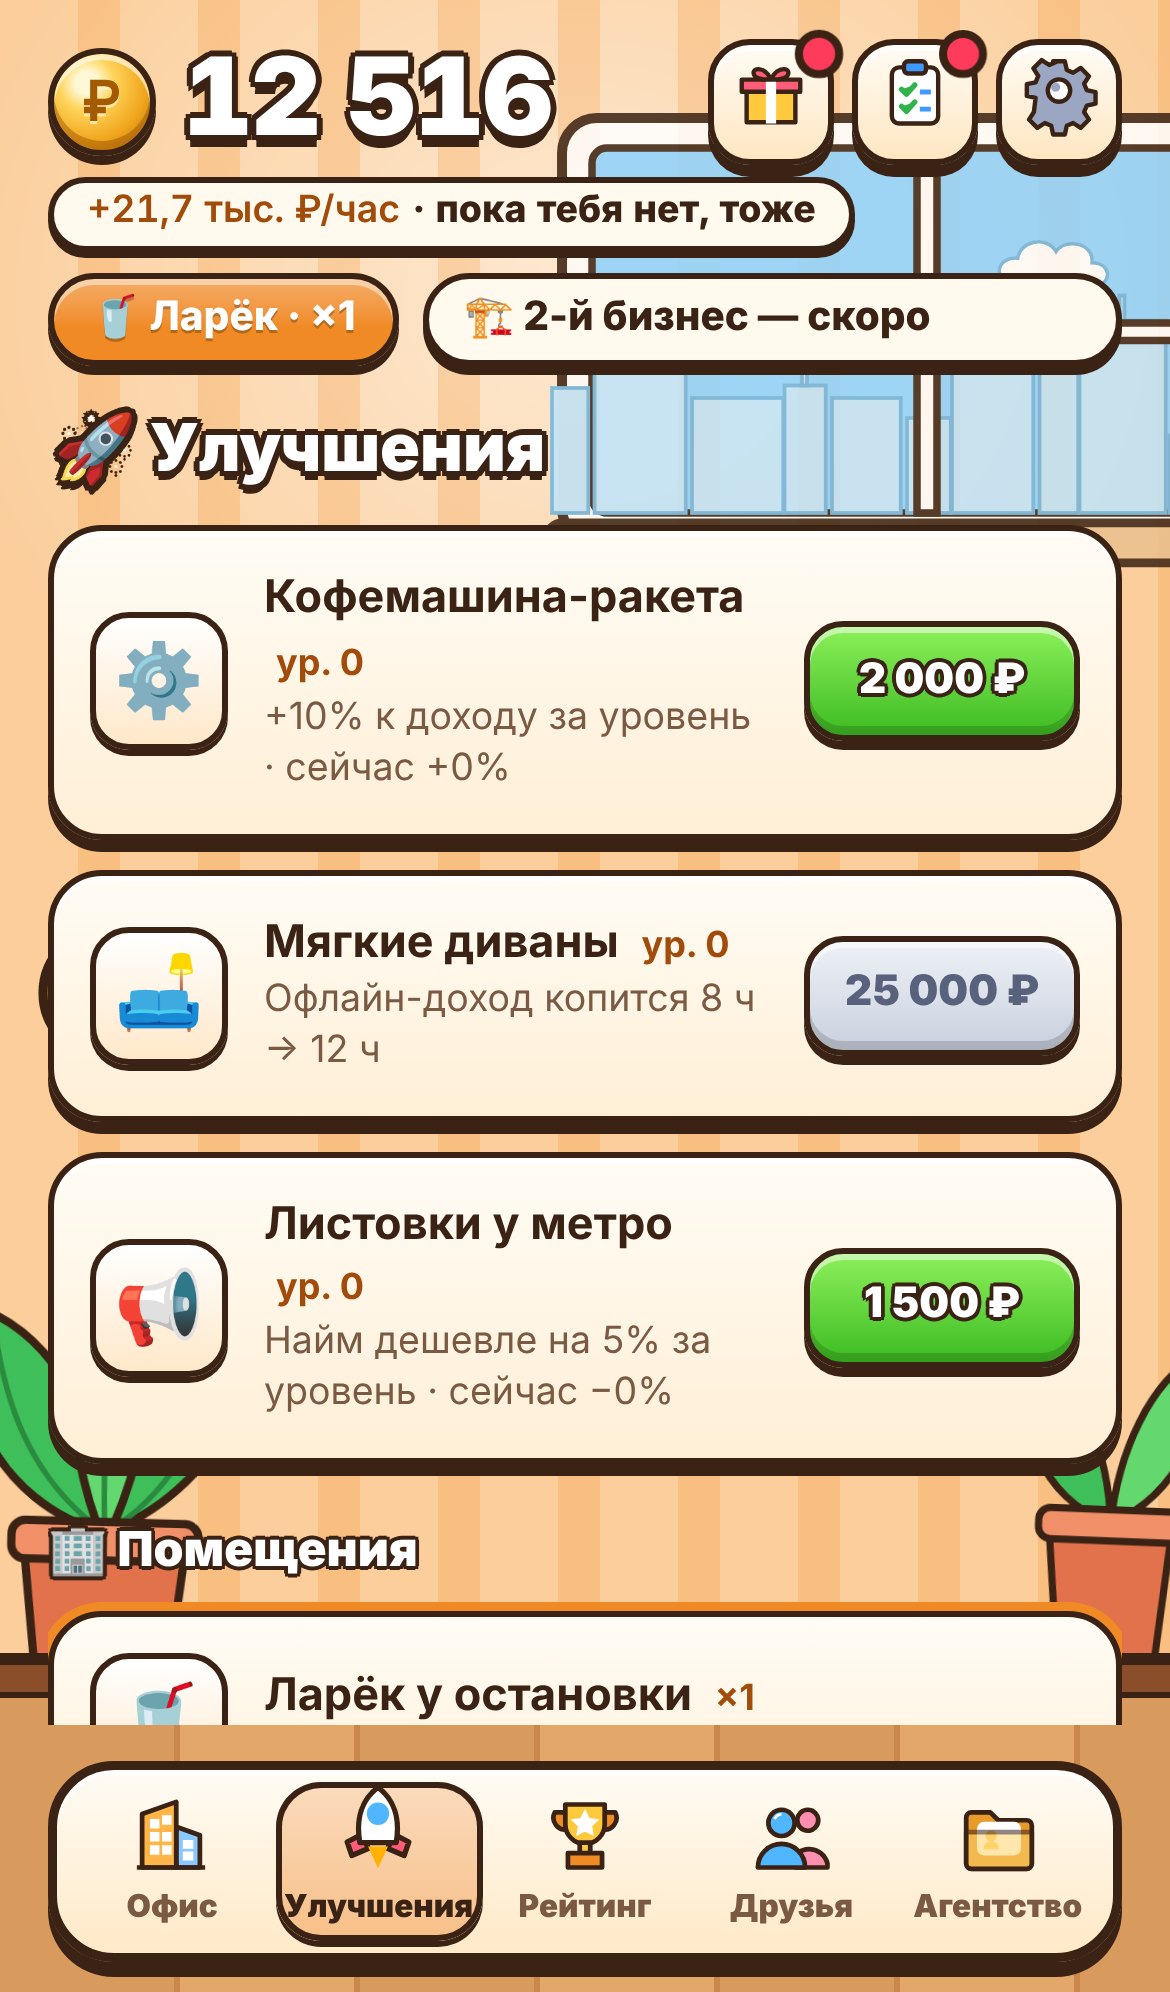 ₽ 12 516
+21,7 тыс. ₽/час · пока тебя нет, тоже
Ларёк · ×1
2-й бизнес — скоро
Улучшения
Кофемашина-ракета
ур. 0
+10% к доходу за уровень
· сейчас +0%
2 000 ₽
Мягкие диваны ур. 0
Офлайн-доход копится 8 ч
→ 12 ч
25 000 ₽
Листовки у метро
ур. 0
Найм дешевле на 5% за
уровень · сейчас −0%
1 500 ₽
Помещения
Ларёк у остановки ×1
Офис
Улучшения
Рейтинг
Друзья
Агентство